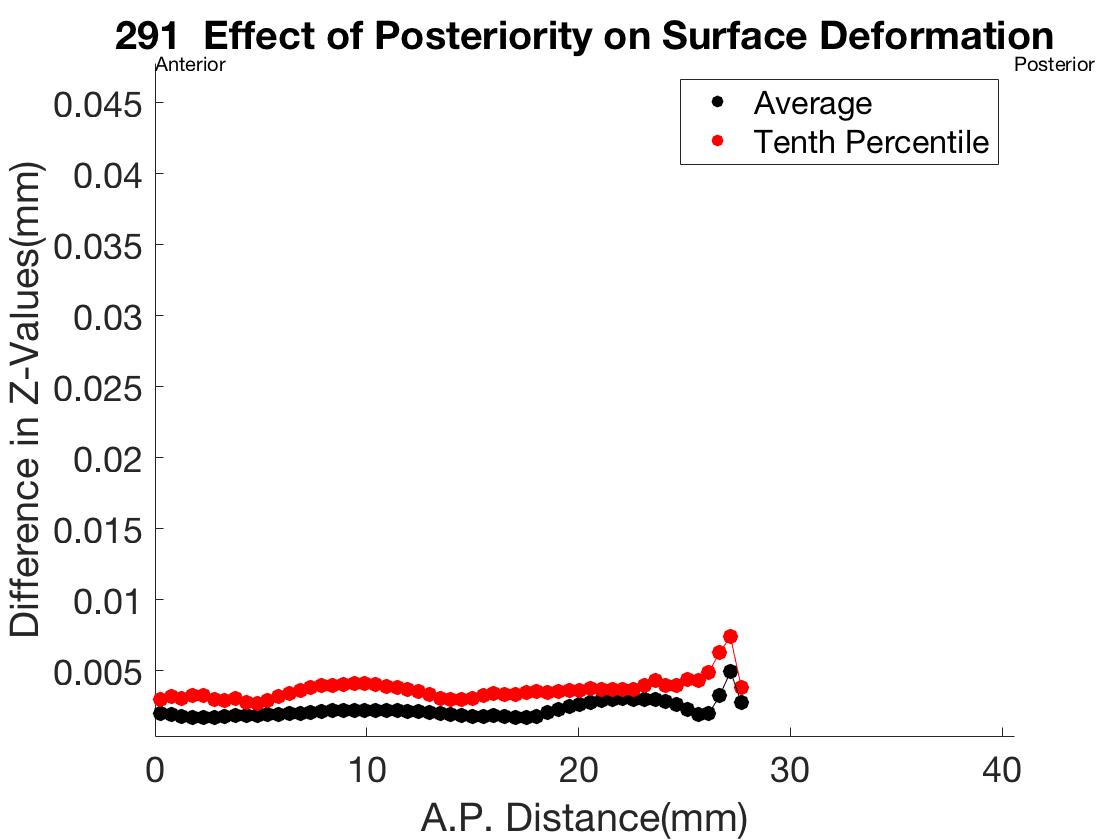 291  Effect of Posteriority on Surface Deformation
Anterior
Posterior
Average
Tenth Percentile
0.045
0.04
0.035
0.03
0.025
0.02
0.015
0.01
0.005
Difference in Z-Values(mm)
0
10
20
30
40
A.P. Distance(mm)